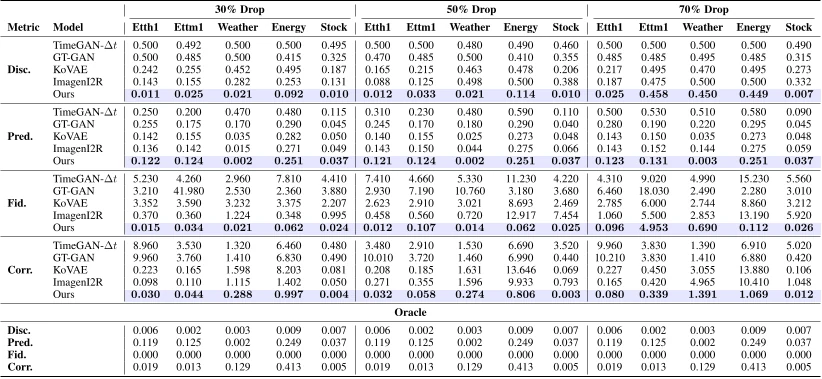 30% Drop 50% Drop 70% Drop
Metric Model Etth1 Ettm1 Weather Energy Stock Etth1 Ettm1 Weather Energy Stock Etth1 Ettm1 Weather Energy Stock
TimeGAN-Δt 0.500 0.492 0.500 0.500 0.495 0.500 0.500 0.480 0.490 0.460 0.500 0.500 0.500 0.500 0.490
GT-GAN 0.500 0.485 0.500 0.415 0.325 0.470 0.485 0.500 0.410 0.355 0.485 0.485 0.495 0.485 0.315
Disc. KoVAE 0.242 0.255 0.452 0.495 0.187 0.165 0.215 0.463 0.478 0.206 0.217 0.495 0.470 0.495 0.273
ImagenI2R 0.143 0.155 0.282 0.253 0.131 0.088 0.125 0.498 0.500 0.388 0.187 0.475 0.500 0.500 0.332
Ours 0.011 0.025 0.021 0.092 0.010 0.012 0.033 0.021 0.114 0.010 0.025 0.458 0.450 0.449 0.007
TimeGAN-Δt 0.250 0.200 0.470 0.480 0.115 0.310 0.230 0.480 0.590 0.110 0.500 0.530 0.510 0.580 0.090
GT-GAN 0.255 0.175 0.170 0.290 0.045 0.245 0.170 0.180 0.290 0.040 0.280 0.190 0.220 0.295 0.045
Pred. KoVAE 0.142 0.155 0.035 0.282 0.050 0.140 0.155 0.025 0.273 0.048 0.143 0.150 0.035 0.273 0.048
ImagenI2R 0.136 0.142 0.015 0.271 0.049 0.143 0.150 0.044 0.275 0.066 0.143 0.152 0.144 0.275 0.059
Ours 0.122 0.124 0.002 0.251 0.037 0.121 0.124 0.002 0.251 0.037 0.123 0.131 0.003 0.251 0.037
TimeGAN-Δt 5.230 4.260 2.960 7.810 4.410 7.410 4.660 5.330 11.230 4.220 4.310 9.020 4.990 15.230 5.560
GT-GAN 3.210 41.980 2.530 2.360 3.880 2.930 7.190 10.760 3.180 3.680 6.460 18.030 2.490 2.280 3.010
Fid. KoVAE 3.352 3.590 3.232 3.375 2.207 2.623 2.910 3.021 8.693 2.469 2.785 6.000 2.744 8.860 3.212
ImagenI2R 0.370 0.360 1.224 0.348 0.995 0.458 0.560 0.720 12.917 7.454 1.060 5.500 2.853 13.190 5.920
Ours 0.015 0.034 0.021 0.062 0.024 0.012 0.107 0.014 0.062 0.025 0.096 4.953 0.690 0.112 0.026
TimeGAN-Δt 8.960 3.530 1.320 6.460 0.480 3.480 2.910 1.530 6.690 3.520 9.960 3.830 1.390 6.910 5.020
GT-GAN 9.960 3.760 1.410 6.830 0.490 10.010 3.720 1.460 6.990 0.440 10.210 3.830 1.410 6.880 0.420
Corr. KoVAE 0.223 0.165 1.598 8.203 0.081 0.208 0.185 1.631 13.646 0.069 0.227 0.450 3.055 13.880 0.106
ImagenI2R 0.098 0.110 1.115 1.402 0.050 0.271 0.355 1.596 9.933 0.793 0.165 0.420 4.965 10.410 1.048
Ours 0.030 0.044 0.288 0.997 0.004 0.032 0.058 0.274 0.806 0.003 0.080 0.339 1.391 1.069 0.012
Oracle
Disc. 0.006 0.002 0.003 0.009 0.007 0.006 0.002 0.003 0.009 0.007 0.006 0.002 0.003 0.009 0.007
Pred. 0.119 0.125 0.002 0.249 0.037 0.119 0.125 0.002 0.249 0.037 0.119 0.125 0.002 0.249 0.037
Fid. 0.000 0.000 0.000 0.000 0.000 0.000 0.000 0.000 0.000 0.000 0.000 0.000 0.000 0.000 0.000
Corr. 0.019 0.013 0.129 0.413 0.005 0.019 0.013 0.129 0.413 0.005 0.019 0.013 0.129 0.413 0.005